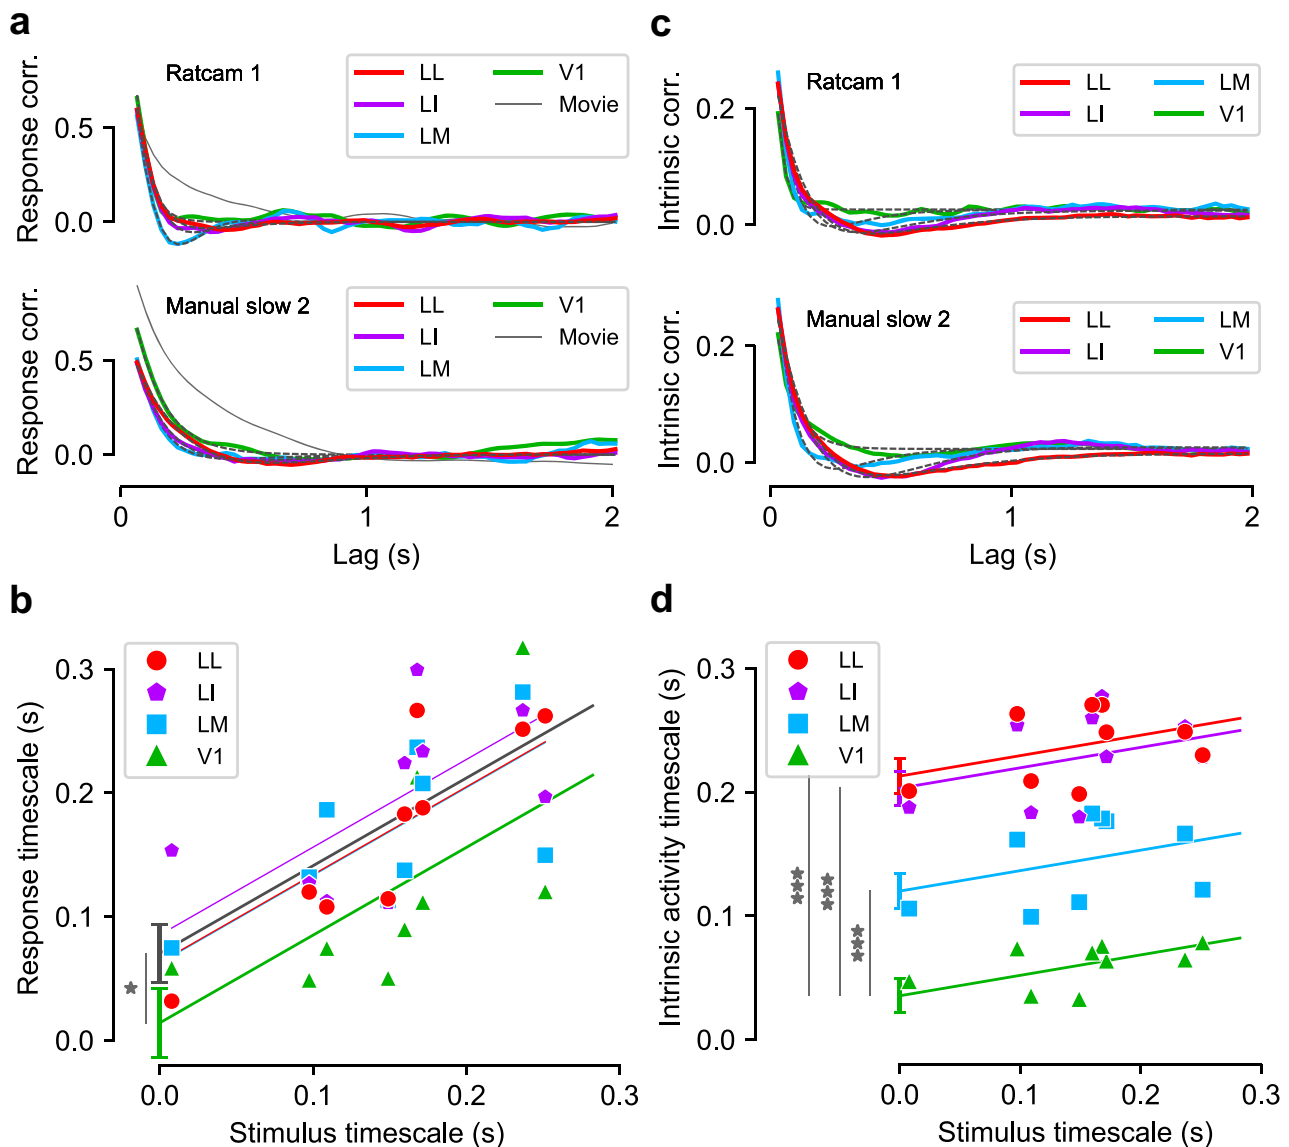 a
Response corr.
Ratcam 1
LL
LI
LM
V1
Movie
0.5
0.0
Response corr.
Manual slow 2
LL
LI
LM
V1
Movie
0.5
0.0
0 1 2
Lag (s)
c
Intrinsic corr.
Ratcam 1
LL
LI
LM
V1
0.2
0.0
Intrinsic corr.
Manual slow 2
LL
LI
LM
V1
0.2
0.0
0 1 2
Lag (s)
b
Response timescale (s)
LL
LI
LM
V1
0.3
0.2
0.1
0.0
0.0 0.1 0.2 0.3
Stimulus timescale (s)
d
Intrinsic activity timescale (s)
LL
LI
LM
V1
0.3
0.2
0.1
0.0
0.0 0.1 0.2 0.3
Stimulus timescale (s)